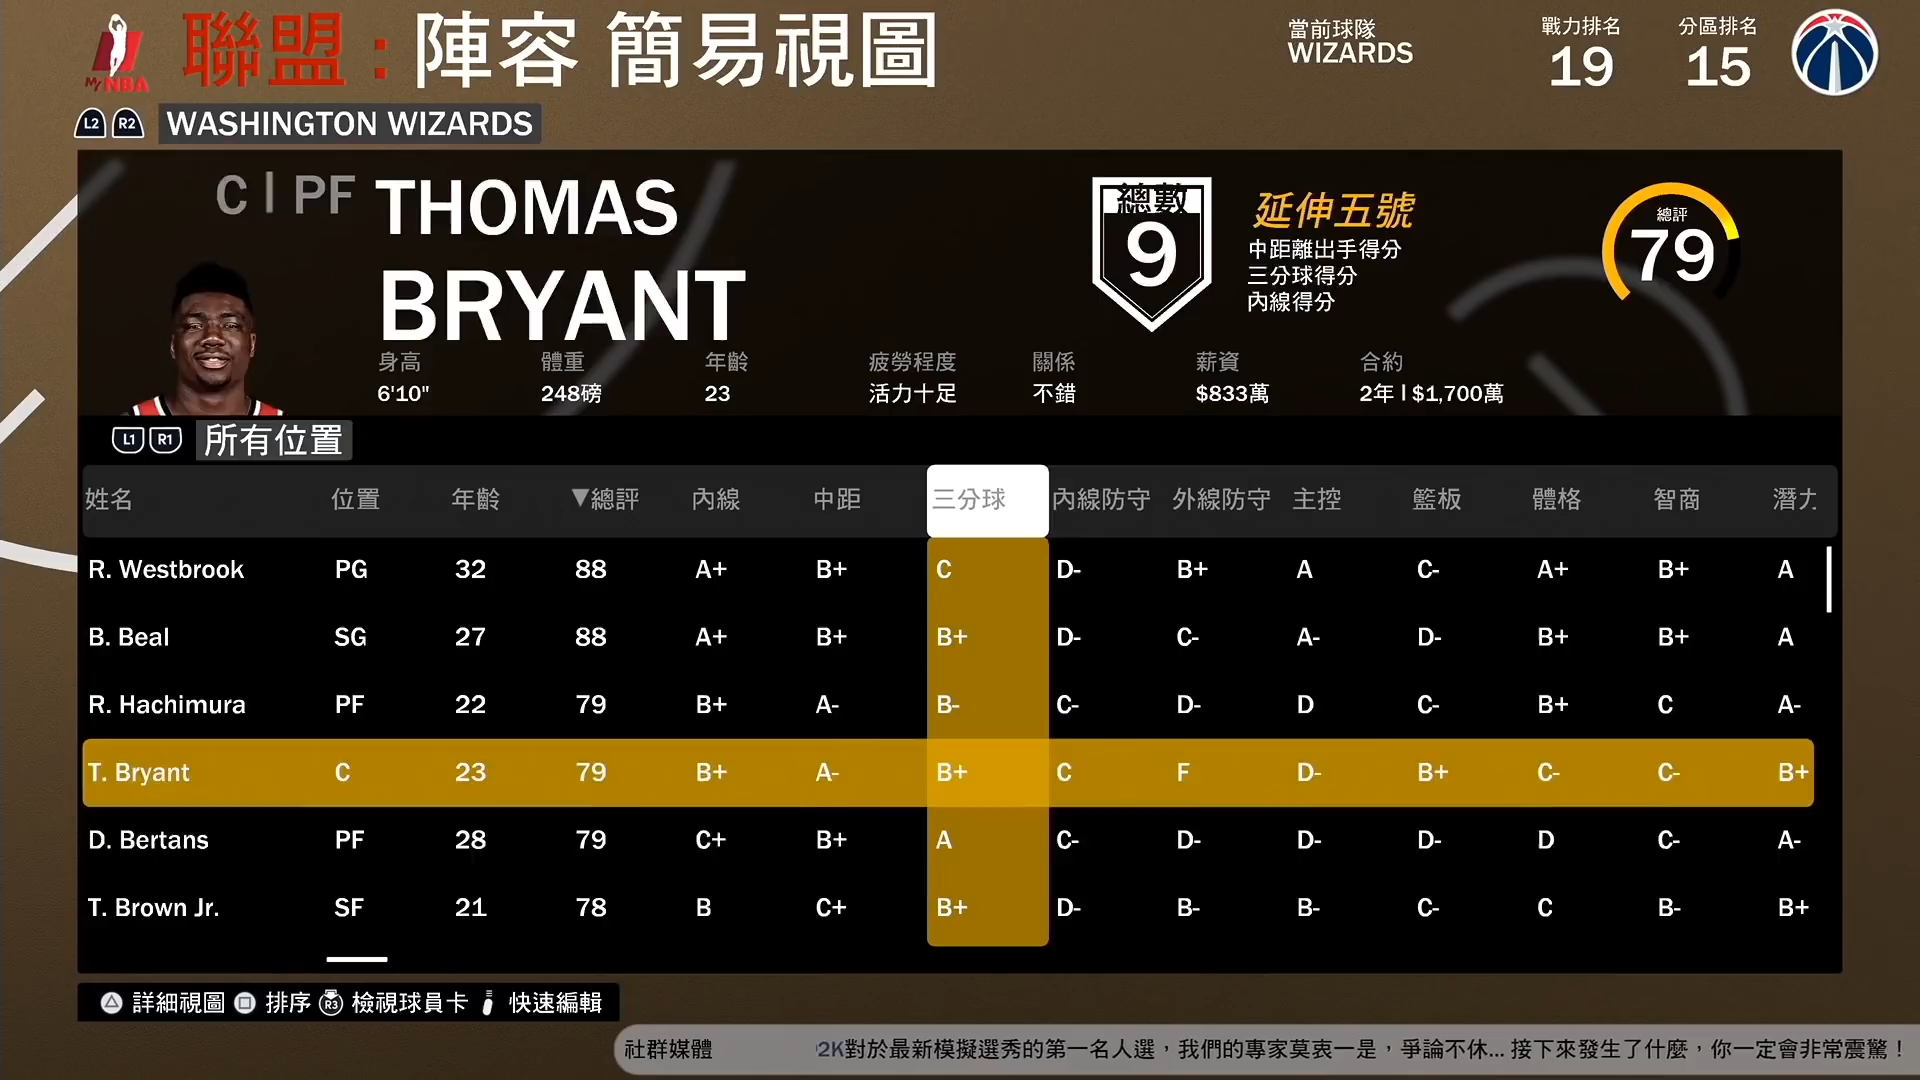 My NBA
聯盟 : 陣容 簡易視圖
當前球隊 戰力排名 分區排名
WIZARDS 19 15
L2 R2 WASHINGTON WIZARDS
C | PF THOMAS BRYANT
總數
9
延伸五號
中距離出手得分
三分球得分
內線得分
總評
79
身高 體重 年齡 疲勞程度 關係 薪資 合約
6'10" 248磅 23 活力十足 不錯 $833萬 2年 | $1,700萬
L1 R1 所有位置
姓名 位置 年齡 ▼總評 內線 中距 三分球 內線防守 外線防守 主控 籃板 體格 智商 潛力
R. Westbrook PG 32 88 A+ B+ C D- B+ A C- A+ B+ A
B. Beal SG 27 88 A+ B+ B+ D- C- A- D- B+ B+ A
R. Hachimura PF 22 79 B+ A- B- C- D- D C- B+ C A-
T. Bryant C 23 79 B+ A- B+ C F D- B+ C- C- B+
D. Bertans PF 28 79 C+ B+ A C- D- D- D- D C- A-
T. Brown Jr. SF 21 78 B C+ B+ D- B- B- C- C B- B+
詳細視圖 排序 R3 檢視球員卡 快速編輯
社群媒體 2K對於最新模擬選秀的第一名人選，我們的專家莫衷一是，爭論不休... 接下來發生了什麼，你一定會非常震驚！